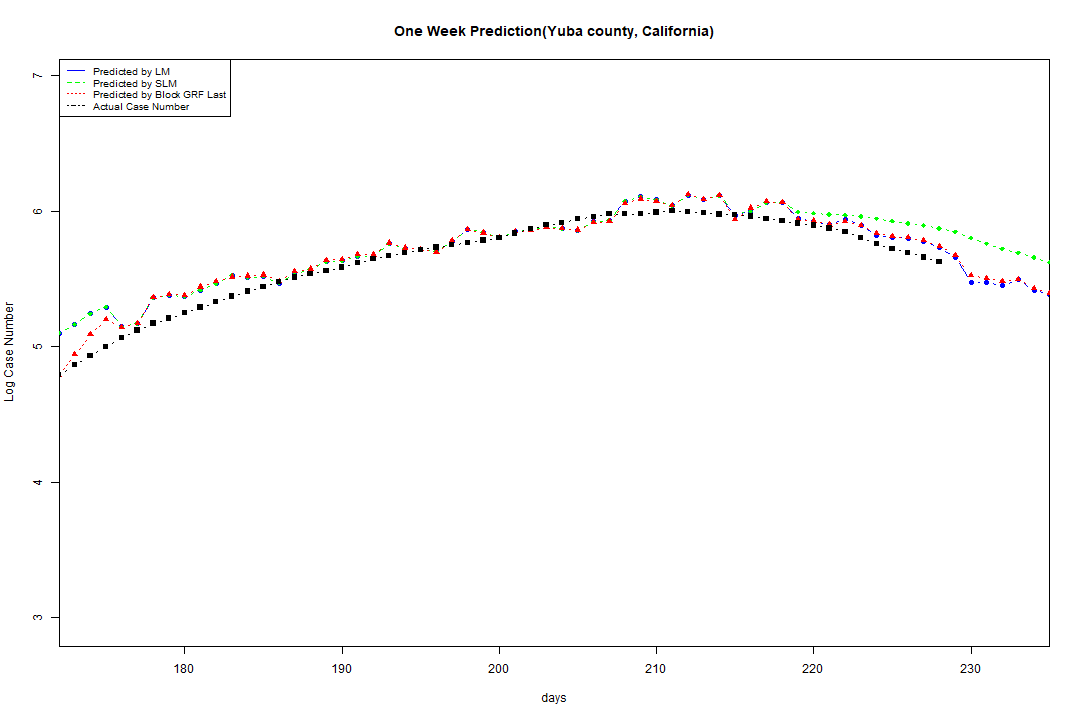 One Week Prediction(Yuba county, California)
Predicted by LM
Predicted by SLM
Predicted by Block GRF Last
Actual Case Number
7
6
5
4
3
Log Case Number
180 190 200 210 220 230
days